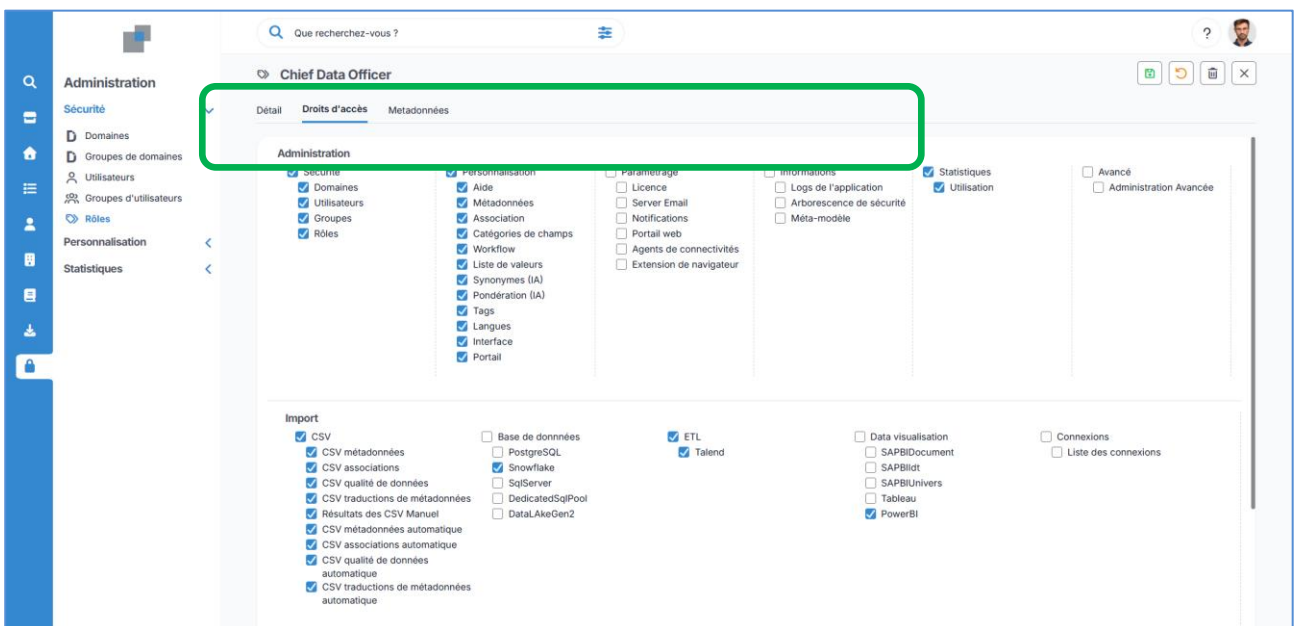 Que recherchez-vous ?
?
Administration
Sécurité
Domaines
Groupes de domaines
Utilisateurs
Groupes d'utilisateurs
Rôles
Personnalisation
Statistiques
Chief Data Officer
Détail Droits d'accès Metadonnées
Administration
Sécurité
Domaines
Utilisateurs
Groupes
Rôles
Personnalisation
Aide
Métadonnées
Association
Catégories de champs
Workflow
Liste de valeurs
Synonymes (IA)
Pondération (IA)
Tags
Langues
Interface
Portail
Paramétrage
Licence
Server Email
Notifications
Portail web
Agents de connectivités
Extension de navigateur
Informations
Logs de l'application
Arborescence de sécurité
Méta-modèle
Statistiques
Utilisation
Avancé
Administration Avancée
Import
CSV
CSV métadonnées
CSV associations
CSV qualité de données
CSV traductions de métadonnées
Résultats des CSV Manuel
CSV métadonnées automatique
CSV associations automatique
CSV qualité de données
automatique
CSV traductions de métadonnées
automatique
Base de donnnées
PostgreSQL
Snowflake
SqlServer
DedicatedSqlPool
DataLAkeGen2
ETL
Talend
Data visualisation
SAPBIDocument
SAPBIIdt
SAPBIUnivers
Tableau
PowerBI
Connexions
Liste des connexions